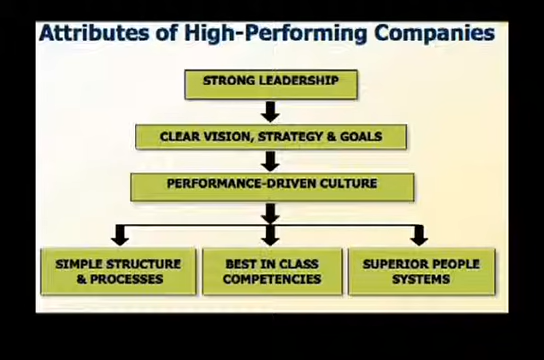 Attributes of High-Performing Companies
STRONG LEADERSHIP
CLEAR VISION, STRATEGY & GOALS
PERFORMANCE-DRIVEN CULTURE
SIMPLE STRUCTURE
& PROCESSES
BEST IN CLASS
COMPETENCIES
SUPERIOR PEOPLE
SYSTEMS